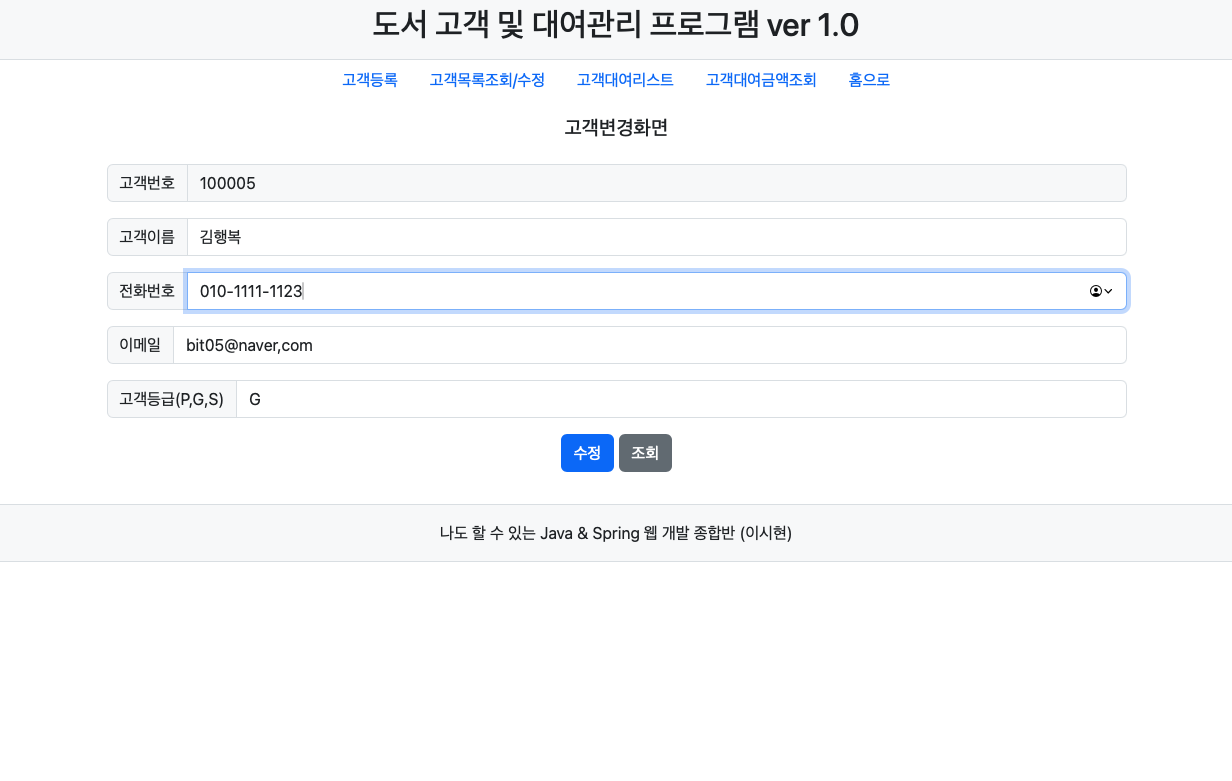 도서 고객 및 대여관리 프로그램 ver 1.0
고객등록 고객목록조회/수정 고객대여리스트 고객대여금액조회 홈으로
고객변경화면
고객번호 100005
고객이름 김행복
전화번호 010-1111-1123
이메일 bit05@naver,com
고객등급(P,G,S) G
수정 조회
나도 할 수 있는 Java & Spring 웹 개발 종합반 (이시현)